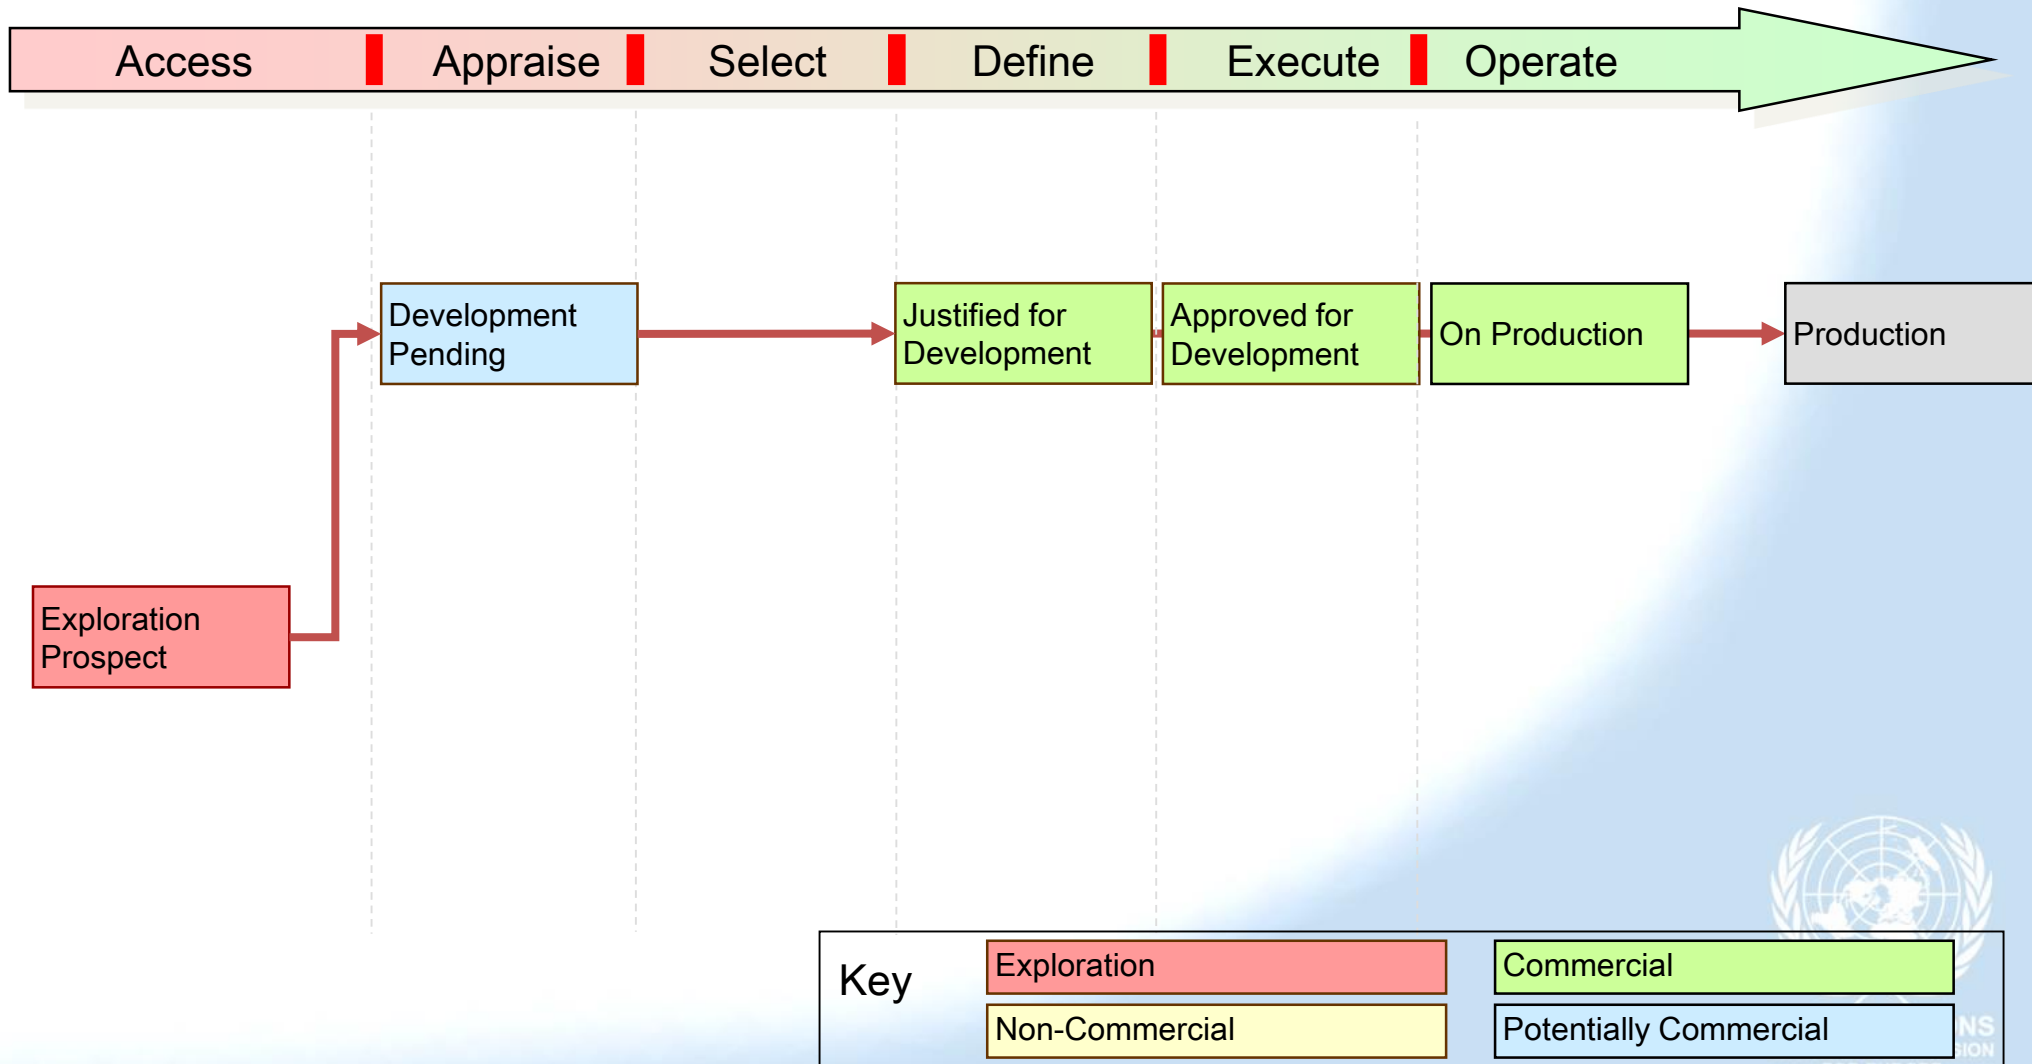 Access
Appraise
Select
Define
Execute
Operate
Development
Pending
Justified for
Development
Approved for
Development
On Production
Production
Exploration
Prospect
Key
Exploration
Commercial
Non-Commercial
Potentially Commercial